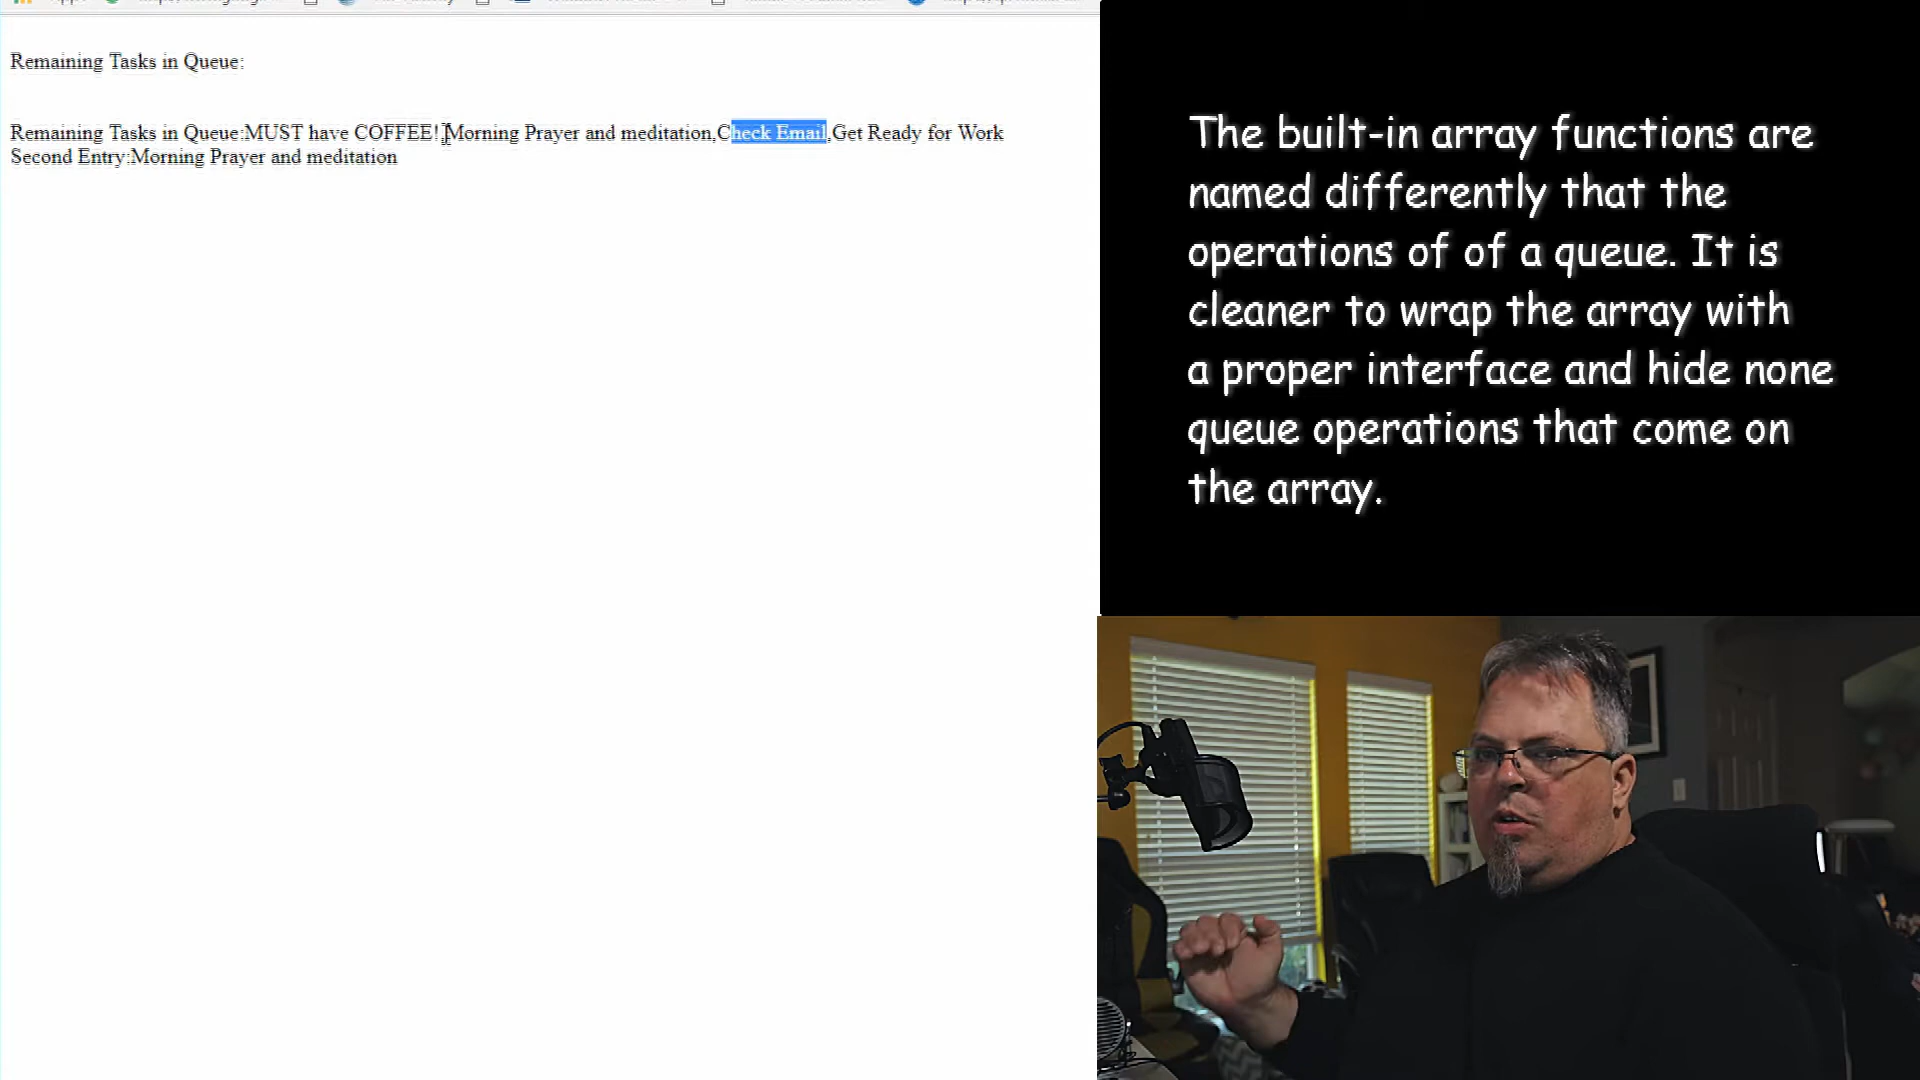 Remaining Tasks in Queue:
Remaining Tasks in Queue:MUST have COFFEE!,Morning Prayer and meditation,Check Email,Get Ready for Work
Second Entry:Morning Prayer and meditation
The built-in array functions are
named differently that the
operations of of a queue. It is
cleaner to wrap the array with
a proper interface and hide none
queue operations that come on
the array.